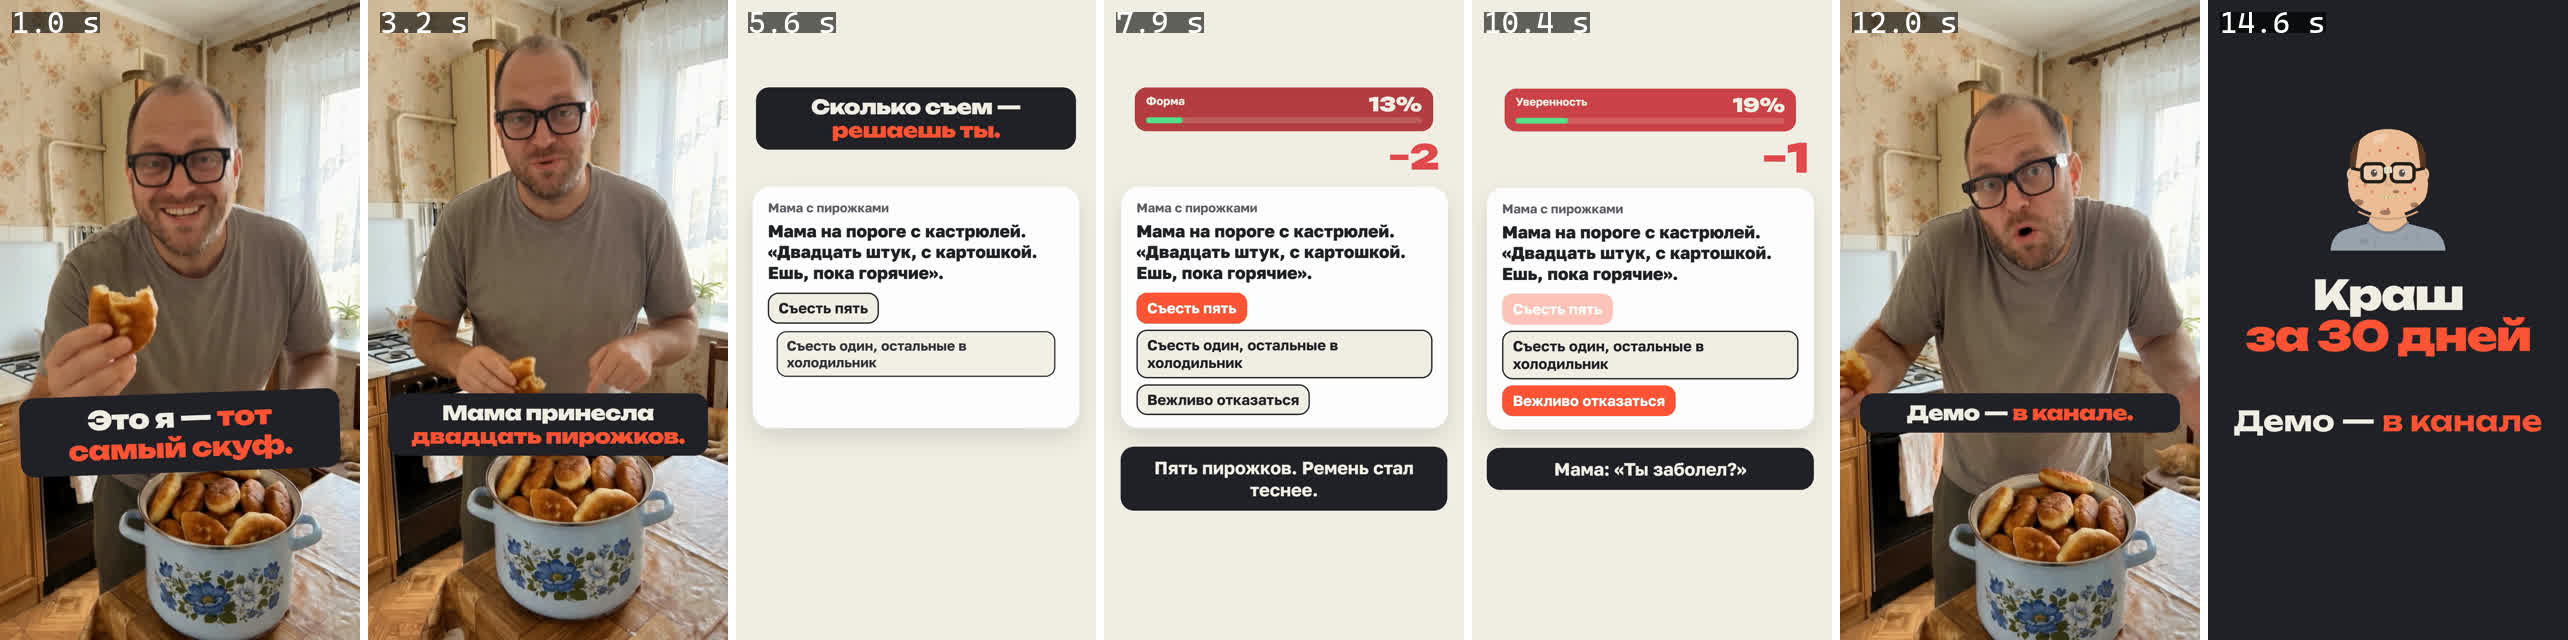 1.0 s
Это я — тот
самый скуф.
3.2 s
Мама принесла
двадцать пирожков.
5.6 s
Сколько съем —
решаешь ты.
Мама с пирожками
Мама на пороге с кастрюлей.
«Двадцать штук, с картошкой.
Ешь, пока горячие».
Съесть пять
Съесть один, остальные в
холодильник
7.9 s
Форма 13%
−2
Мама с пирожками
Мама на пороге с кастрюлей.
«Двадцать штук, с картошкой.
Ешь, пока горячие».
Съесть пять
Съесть один, остальные в
холодильник
Вежливо отказаться
Пять пирожков. Ремень стал
теснее.
10.4 s
Уверенность 19%
−1
Мама с пирожками
Мама на пороге с кастрюлей.
«Двадцать штук, с картошкой.
Ешь, пока горячие».
Съесть пять
Съесть один, остальные в
холодильник
Вежливо отказаться
Мама: «Ты заболел?»
12.0 s
Демо — в канале.
14.6 s
Краш
за 30 дней
Демо — в канале